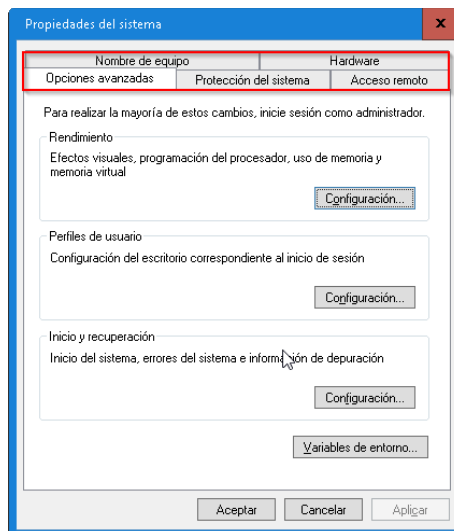 Propiedades del sistema
x
Nombre de equipo Hardware
Opciones avanzadas Protección del sistema Acceso remoto
Para realizar la mayoría de estos cambios, inicie sesión como administrador.
Rendimiento
Efectos visuales, programación del procesador, uso de memoria y
memoria virtual
Configuración...
Perfiles de usuario
Configuración del escritorio correspondiente al inicio de sesión
Configuración...
Inicio y recuperación
Inicio del sistema, errores del sistema e información de depuración
Configuración...
Variables de entorno...
Aceptar Cancelar Aplicar